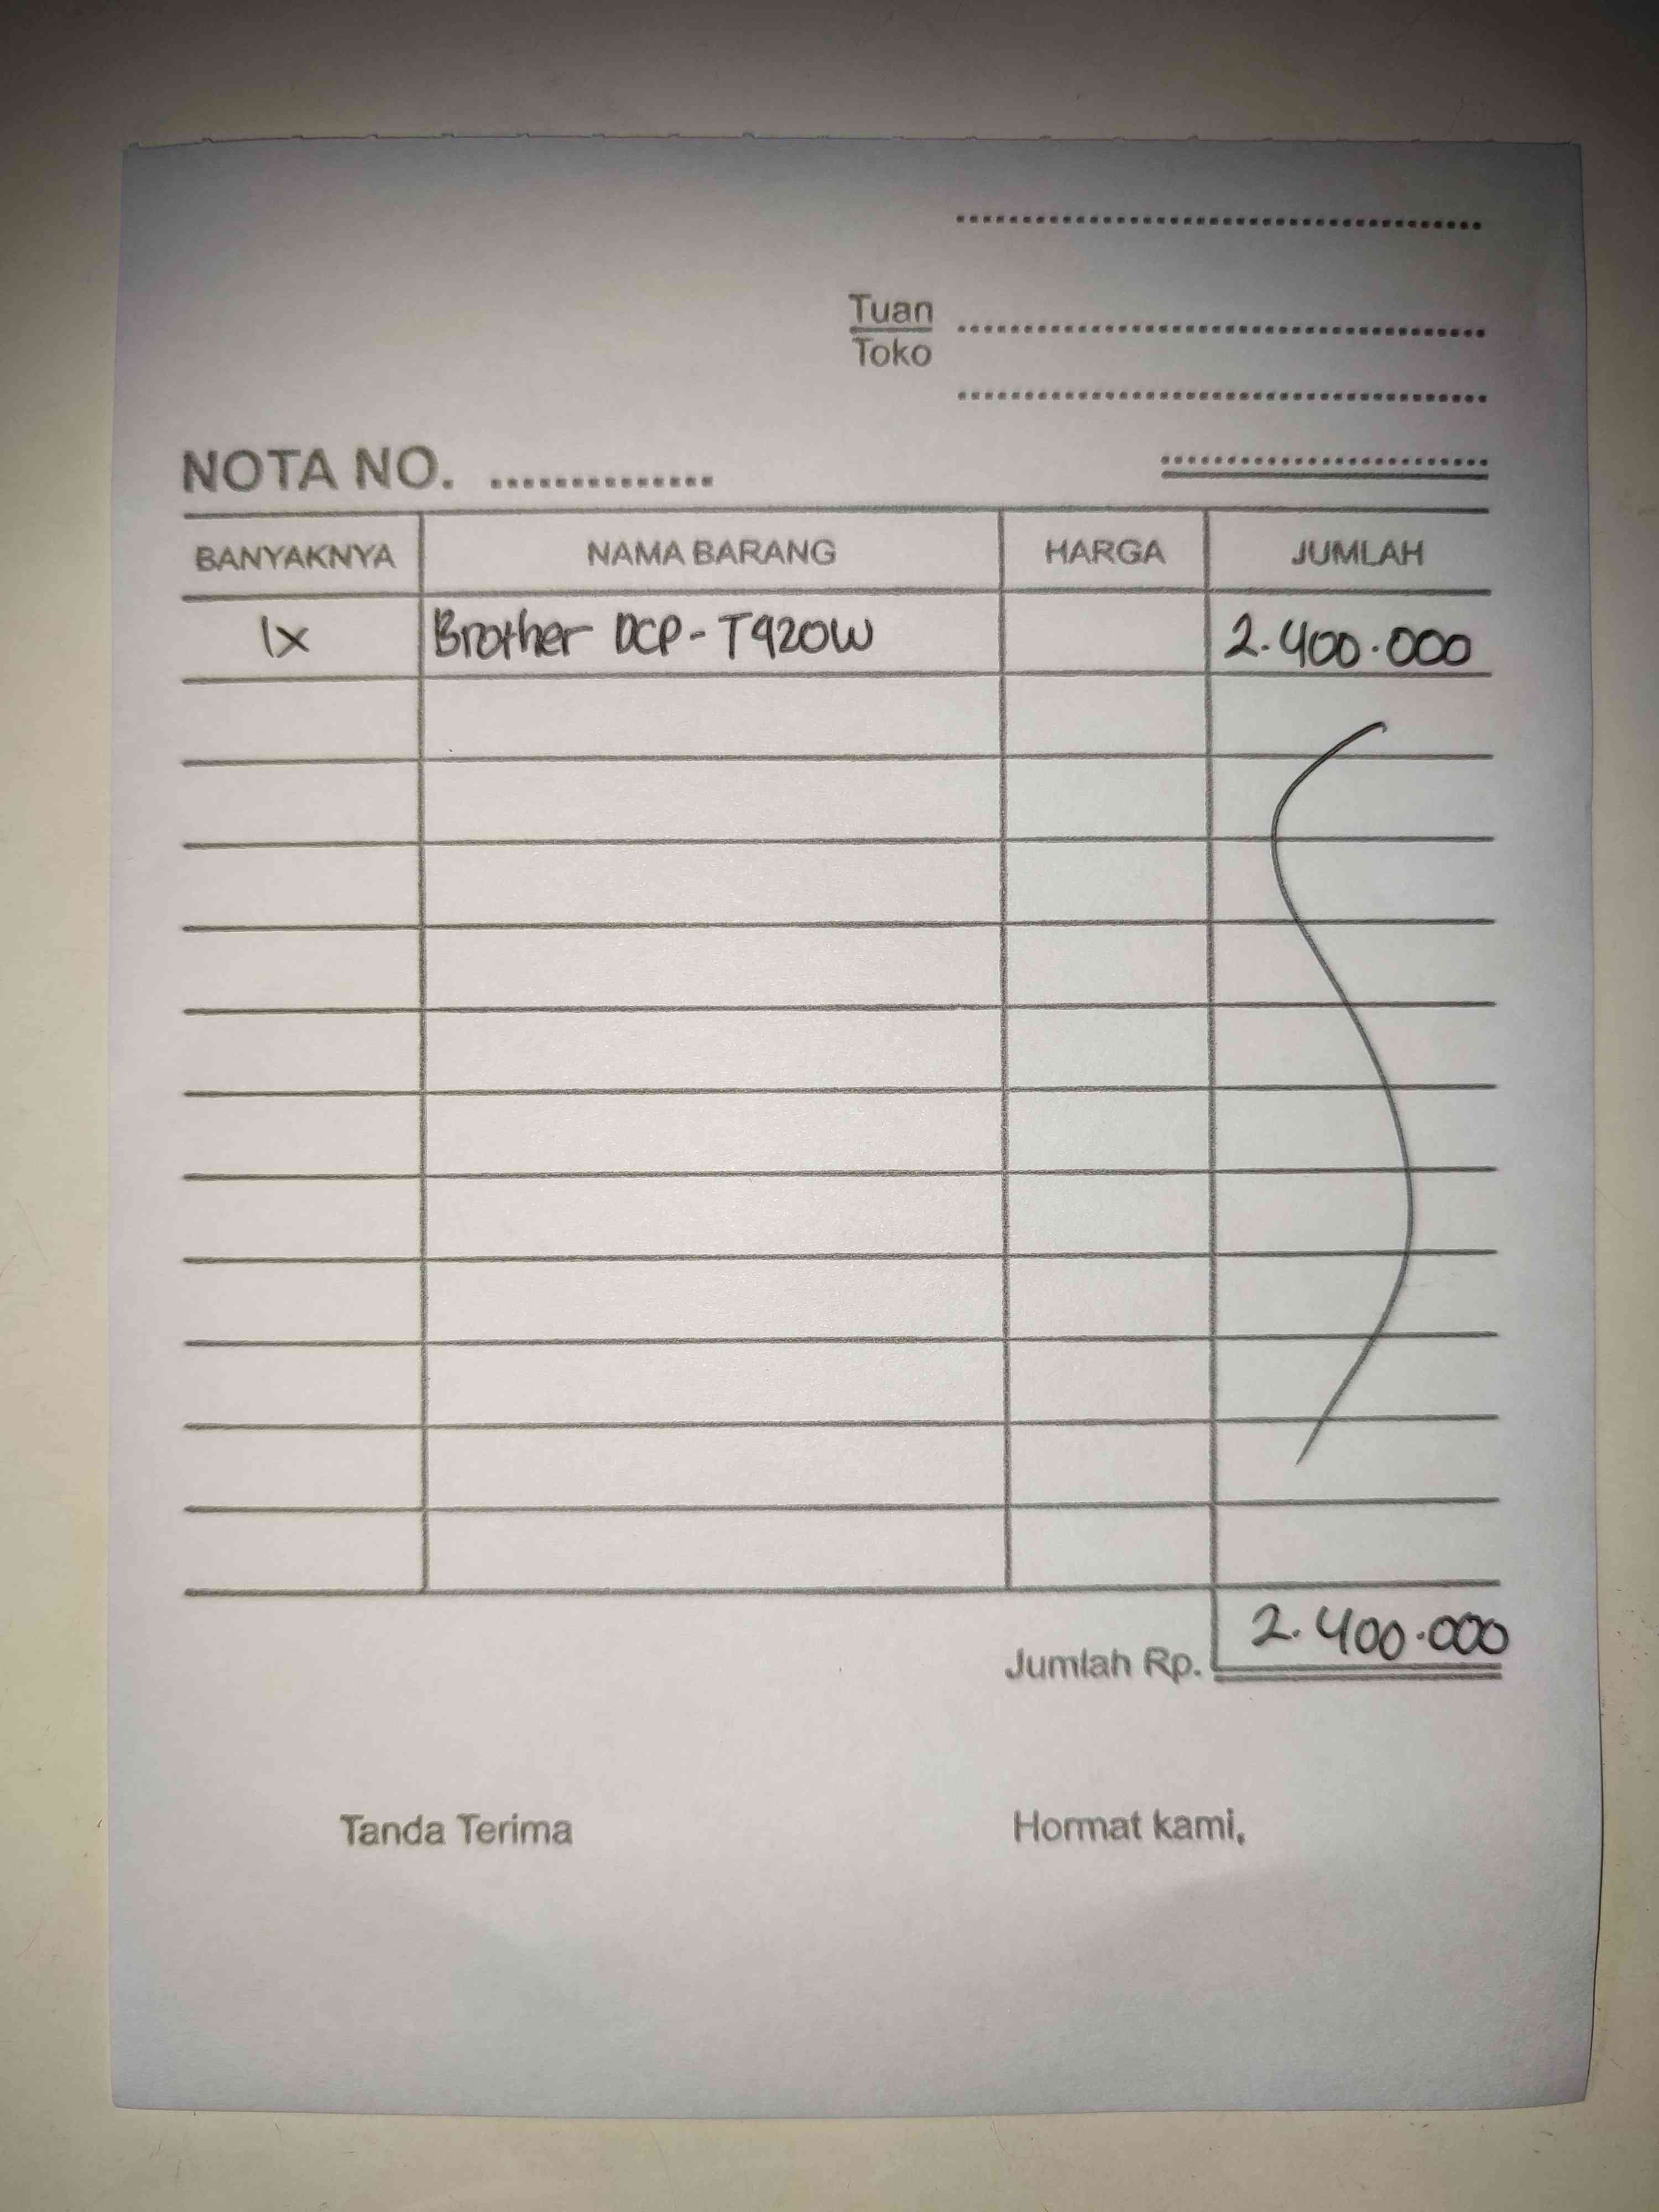 Tuan
Toko
NOTA NO. ..............
BANYAKNYA NAMA BARANG HARGA JUMLAH
1x Brother DCP-T920W 2.400.000
Jumlah Rp. 2.400.000
Tanda Terima Hormat kami,